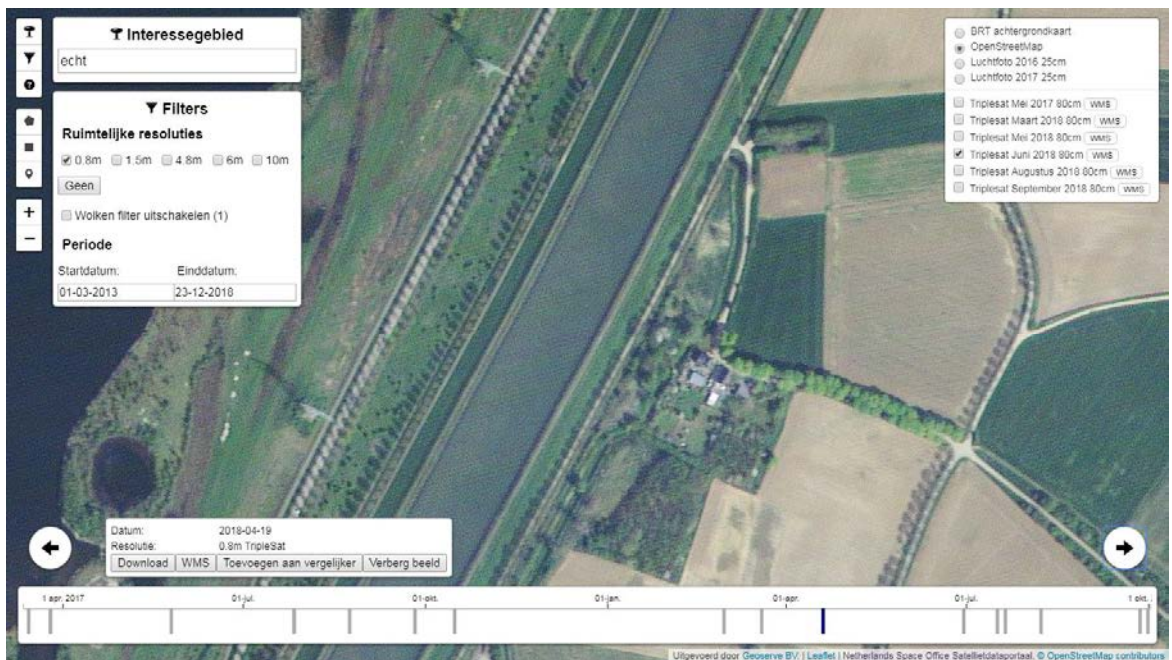 Interessegebied
echt
Filters
Ruimtelijke resoluties
0.8m 1.5m 4.8m 6m 10m
Geen
Wolken filter uitschakelen (1)
Periode
Startdatum: Einddatum:
01-03-2013 23-12-2018
BRT achtergrondkaart
OpenStreetMap
Luchtfoto 2016 25cm
Luchtfoto 2017 25cm
Triplesat Mei 2017 80cm WMS
Triplesat Maart 2018 80cm WMS
Triplesat Mei 2018 80cm WMS
Triplesat Juni 2018 80cm WMS
Triplesat Augustus 2018 80cm WMS
Triplesat September 2018 80cm WMS
Datum: 2018-04-19
Resolutie: 0.8m TripleSat
Download WMS Toevoegen aan vergelijker Verberg beeld
1 apr. 2017 01-jul. 01-okt. 01-jan. 01-apr. 01-jul. 1 okt.
Uitgevoerd door Geoserve BV. | Leaflet | Netherlands Space Office Satellietdataportaal, © OpenStreetMap contributors